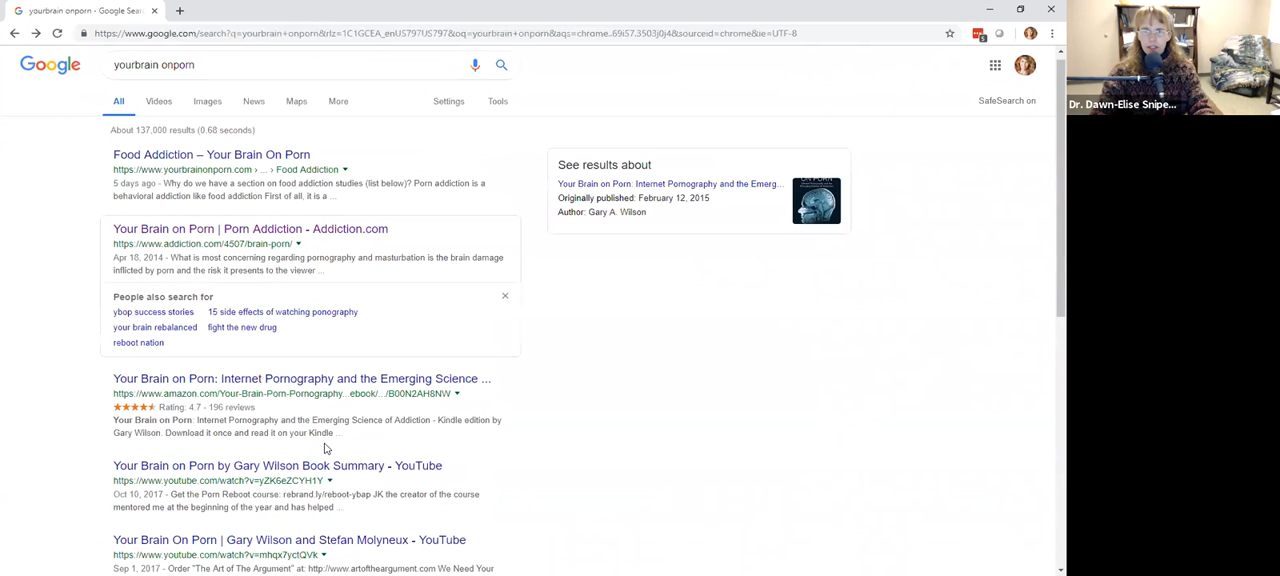 yourbrain onporn - Google Sear
https://www.google.com/search?q=yourbrain+onporn&rlz=1C1GCEA_enUS797US797&oq=yourbrain+onporn&aqs=chrome..69i57.3503j0j4&sourceid=chrome&ie=UTF-8
5
Google
yourbrain onporn
All
Videos
Images
News
Maps
More
Settings
Tools
SafeSearch on
Dr. Dawn-Elise Snipe...
About 137,000 results (0.68 seconds)
Food Addiction – Your Brain On Porn
https://www.yourbrainonporn.com › ... › Food Addiction
5 days ago - Why do we have a section on food addiction studies (list below)? Porn addiction is a
behavioral addiction like food addiction First of all, it is a ...
Your Brain on Porn | Porn Addiction - Addiction.com
https://www.addiction.com/4507/brain-porn/
Apr 18, 2014 - What is most concerning regarding pornography and masturbation is the brain damage
inflicted by porn and the risk it presents to the viewer ...
People also search for
ybop success stories
15 side effects of watching ponography
your brain rebalanced
fight the new drug
reboot nation
Your Brain on Porn: Internet Pornography and the Emerging Science ...
https://www.amazon.com/Your-Brain-Porn-Pornography...ebook/.../B00N2AH8NW
Rating: 4.7 - 196 reviews
Your Brain on Porn: Internet Pornography and the Emerging Science of Addiction - Kindle edition by
Gary Wilson. Download it once and read it on your Kindle ...
Your Brain on Porn by Gary Wilson Book Summary - YouTube
https://www.youtube.com/watch?v=yZK6eZCYH1Y
Oct 10, 2017 - Get the Porn Reboot course: rebrand.ly/reboot-ybap JK the creator of the course
mentored me at the beginning of the year and has helped ...
Your Brain On Porn | Gary Wilson and Stefan Molyneux - YouTube
https://www.youtube.com/watch?v=mhqx7yctQVk
Sep 1, 2017 - Order "The Art of The Argument" at: http://www.artoftheargument.com We Need Your
See results about
Your Brain on Porn: Internet Pornography and the Emerg...
Originally published: February 12, 2015
Author: Gary A. Wilson
ON PORN